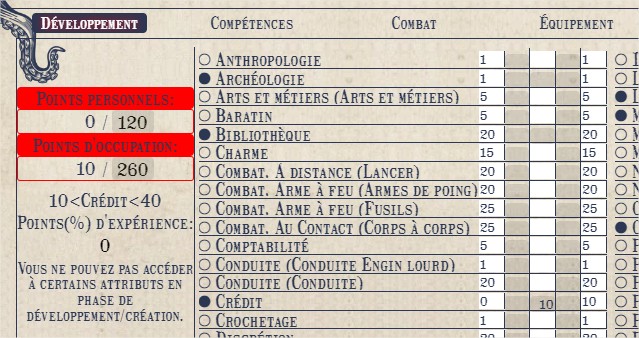 Développement Compétences Combat Équipement
Anthropologie 1 1
Archéologie 1 1
Points personnels:
Arts et métiers (Arts et métiers) 5 5
0 / 120
Baratin 5 5
Points d'occupation:
Bibliothèque 20 20
10 / 260
Charme 15 15
Combat. A distance (Lancer) 20 20
Combat. Arme à feu (Armes de poing) 20 20
10<Crédit<40
Combat. Arme à feu (Fusils) 25 25
Points(%) d'expérience:
Combat. Au Contact (Corps à corps) 25 25
0
Comptabilité 5 5
Vous ne pouvez pas accéder
Conduite (Conduite Engin lourd) 1 1
à certains attributs en
Conduite (Conduite) 20 20
phase de
Crédit 0 10 10
développement/création.
Crochetage 1 1
Discrétion 20 20